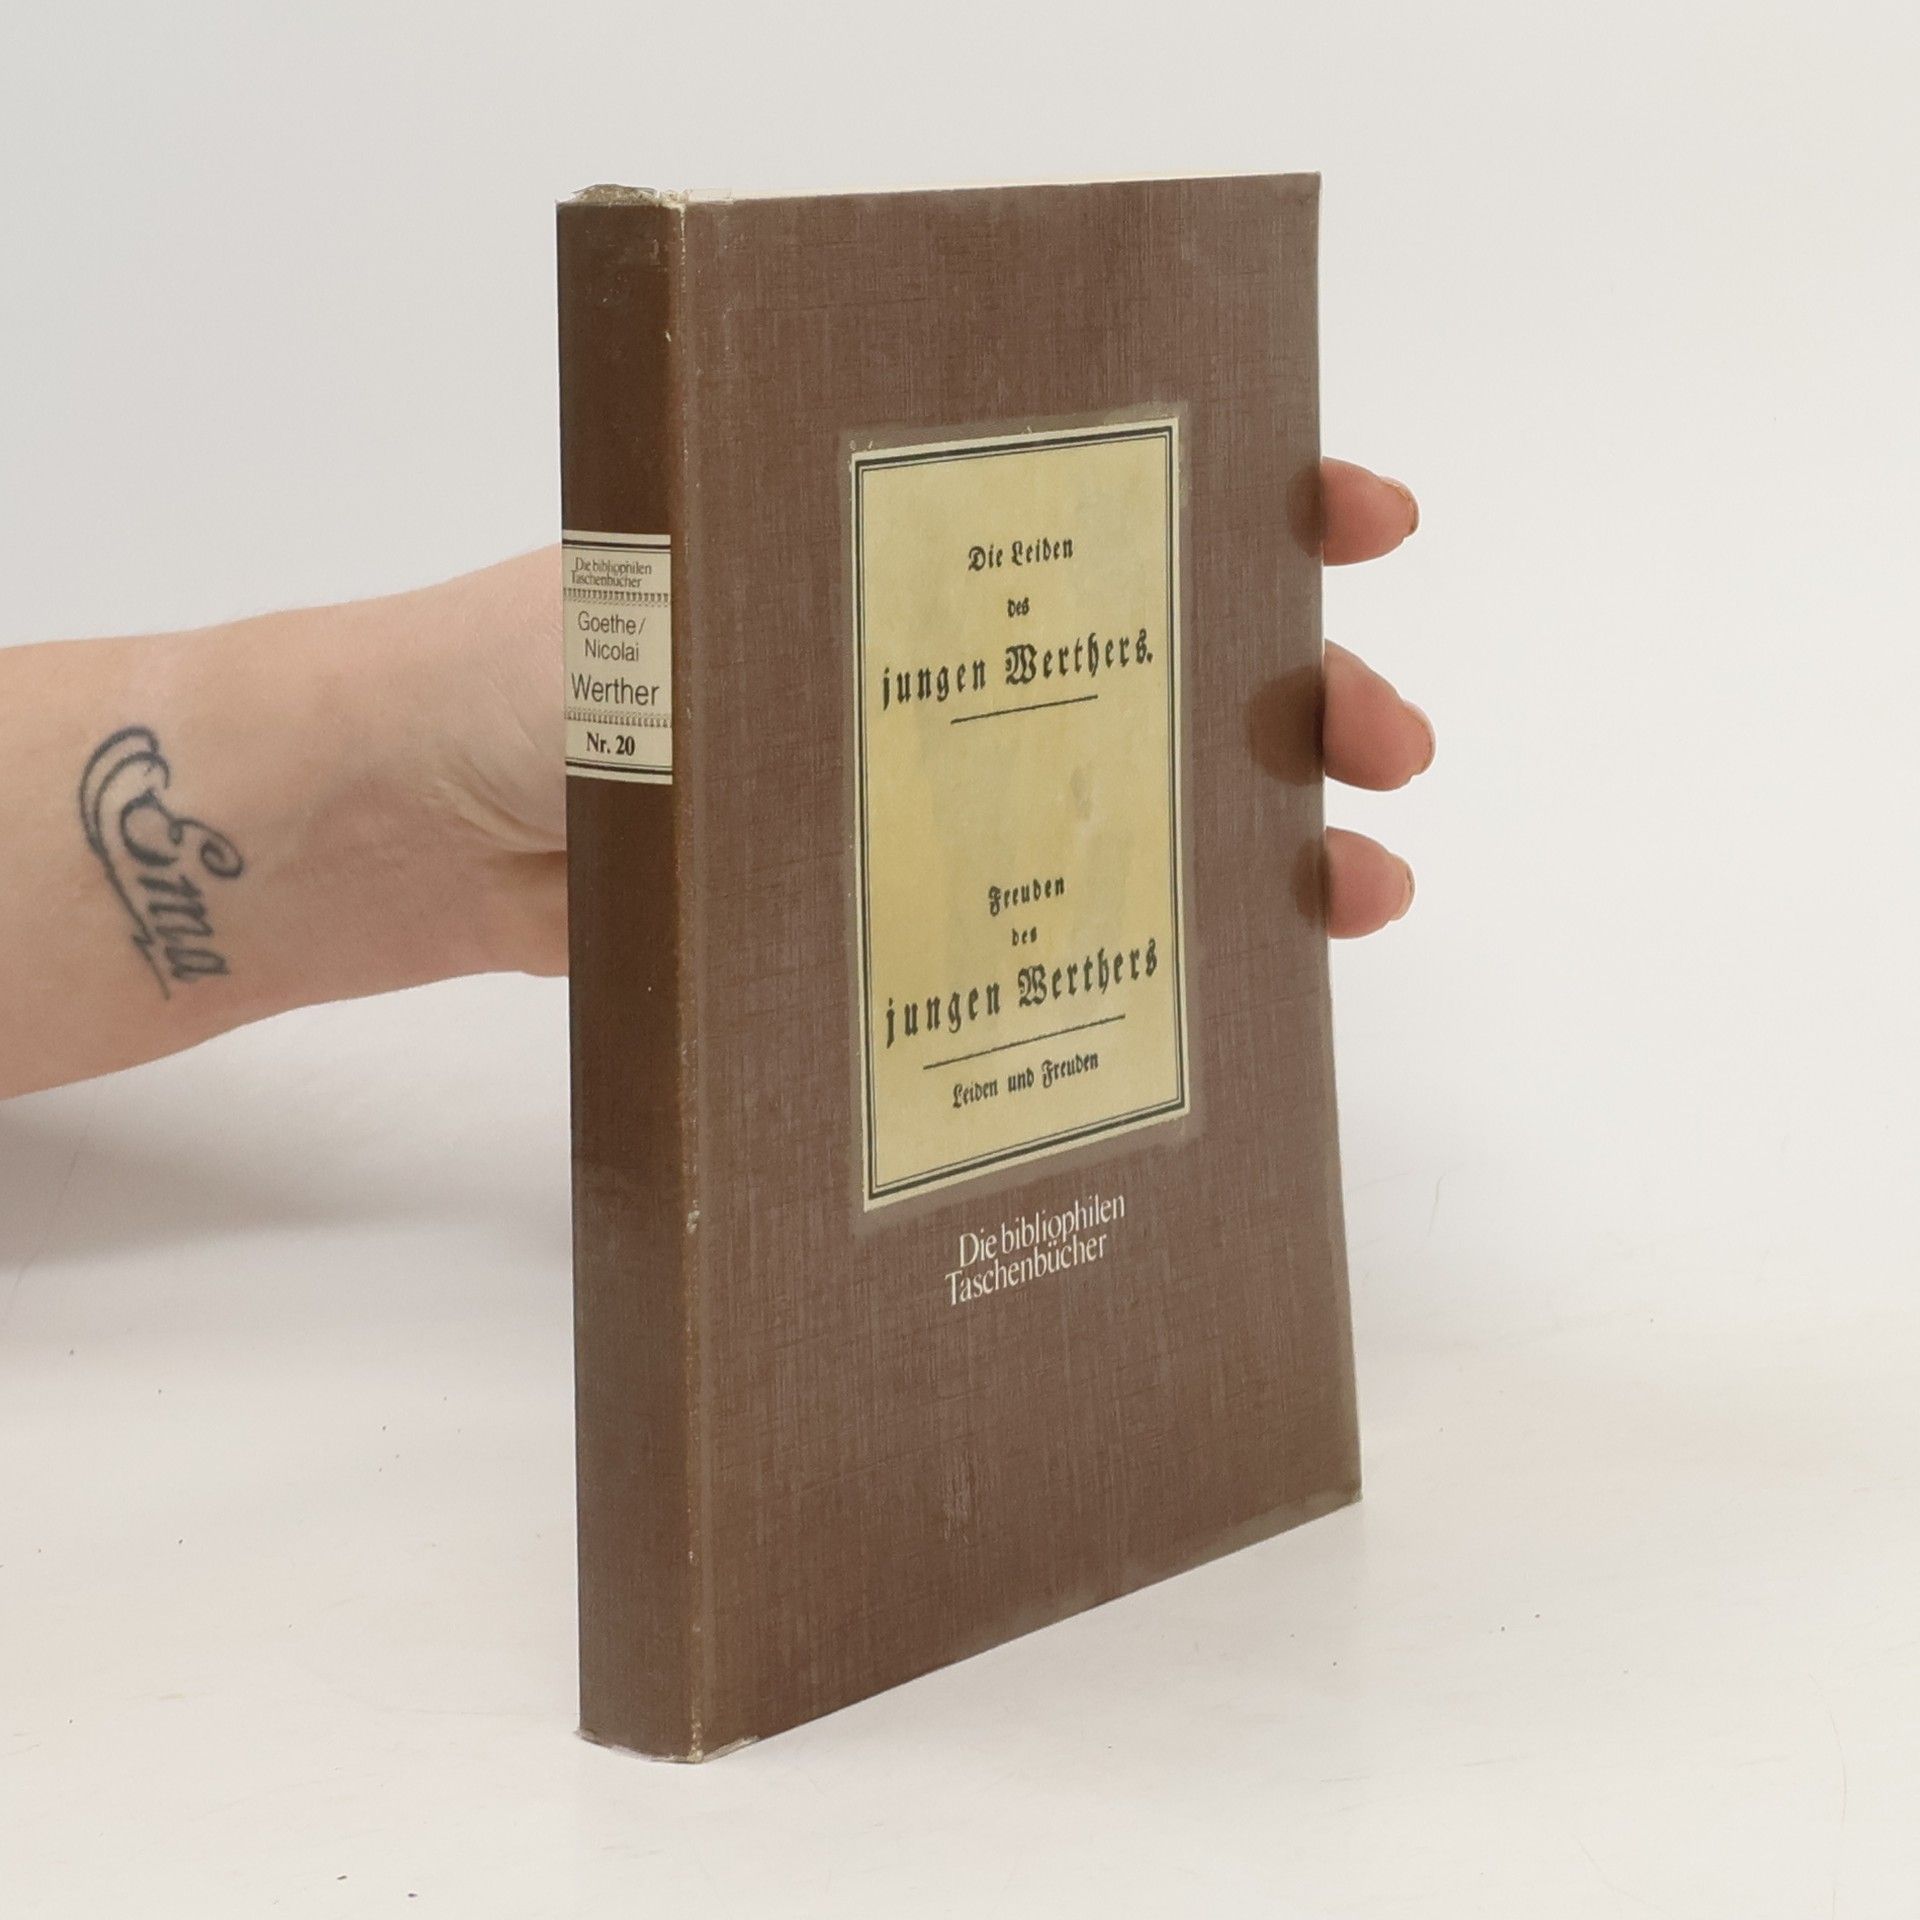 Die bibliophilen
Taschenbücher
Goethe/
Nicolai
Werther
Nr. 20
Die Leiden
des
jungen Werthers.
Freuden
des
jungen Werthers
Leiden und Freuden
Die bibliophilen
Taschenbücher
Ema